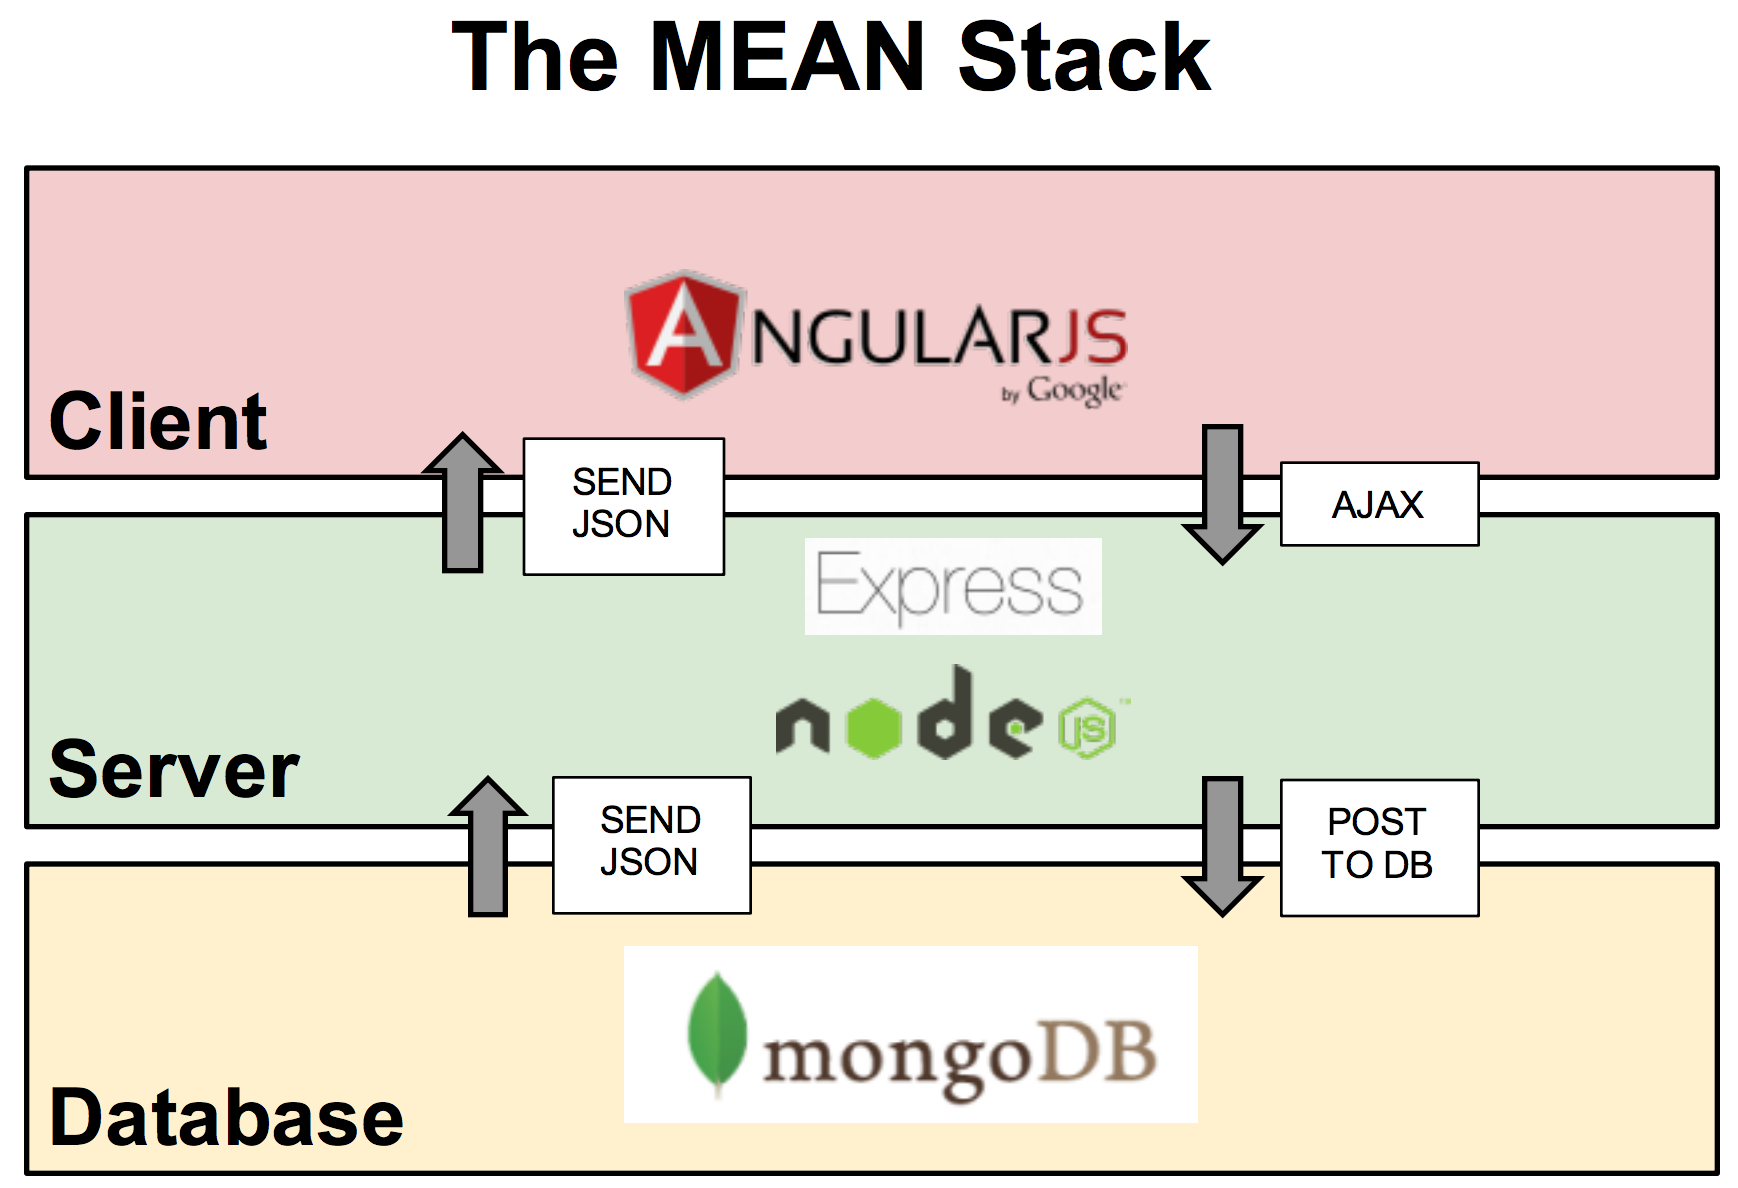 The MEAN Stack
ANGULARJS
by Google
Client
SEND
JSON
AJAX
Express
node JS™
Server
SEND
JSON
POST
TO DB
mongoDB
Database